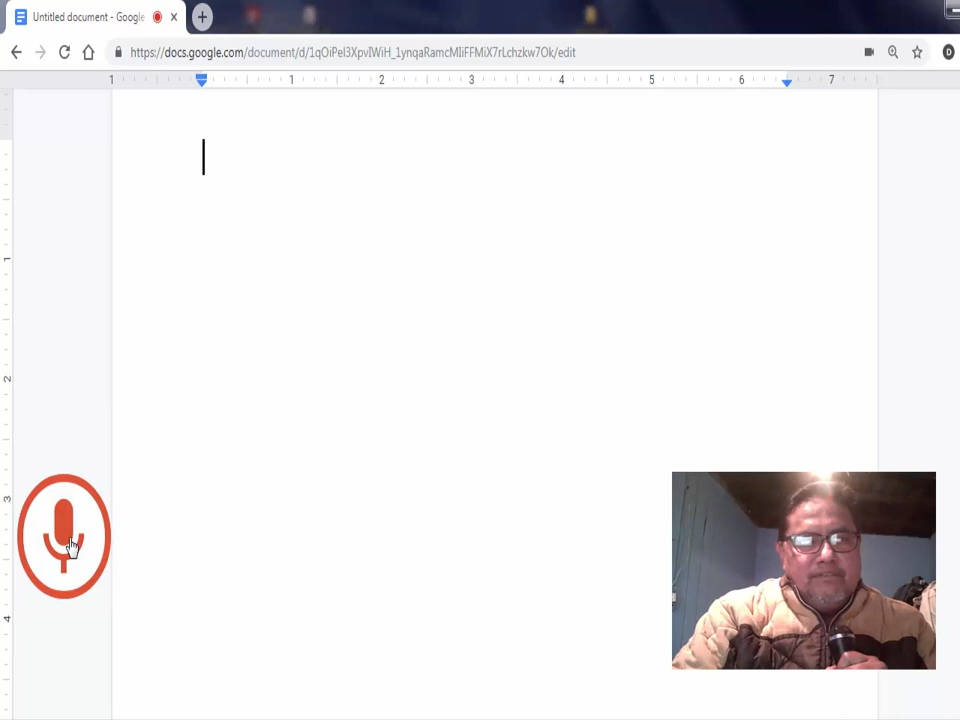 Untitled document - Google
https://docs.google.com/document/d/1qOiPeI3XpvIWiH_1ynqaRamcMIiFFMiX7rLchzkw7Ok/edit
D
1 1 2 3 4 5 6 7
1
2
3
4